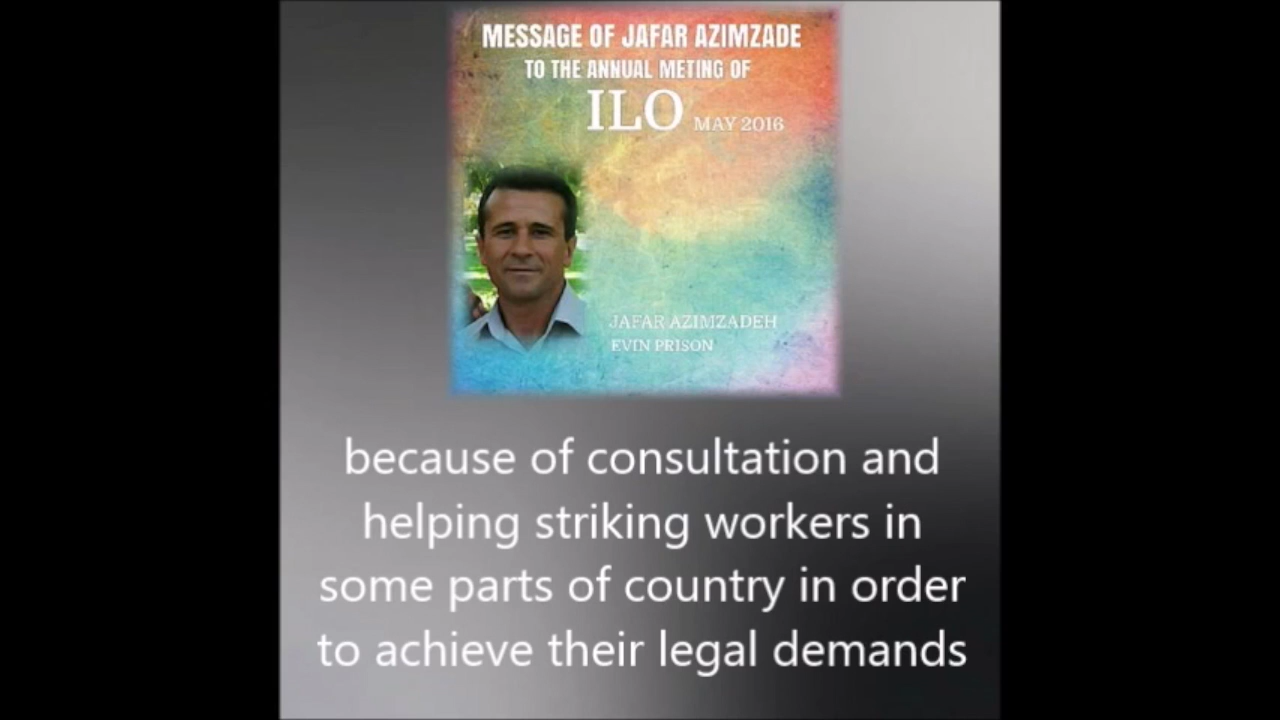 MESSAGE OF JAFAR AZIMZADE
TO THE ANNUAL METING OF
ILO MAY 2016
JAFAR AZIMZADEH
EVIN PRISON
because of consultation and
helping striking workers in
some parts of country in order
to achieve their legal demands